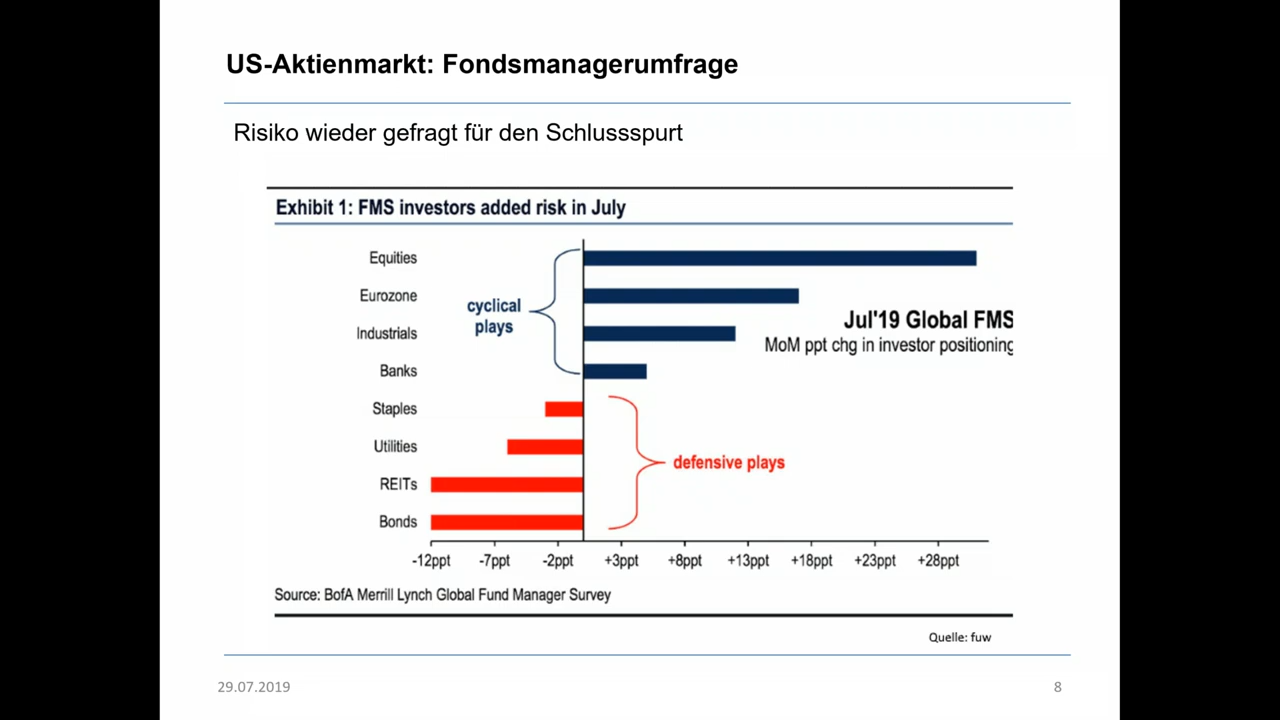 US-Aktienmarkt: Fondsmanagerumfrage
Risiko wieder gefragt für den Schlussspurt
Exhibit 1: FMS investors added risk in July
Equities
Eurozone
Industrials
Banks
Staples
Utilities
REITs
Bonds
cyclical
plays
Jul'19 Global FMS
MoM ppt chg in investor positioning
defensive plays
-12ppt -7ppt -2ppt +3ppt +8ppt +13ppt +18ppt +23ppt +28ppt
Source: BofA Merrill Lynch Global Fund Manager Survey
Quelle: fuw
29.07.2019
8